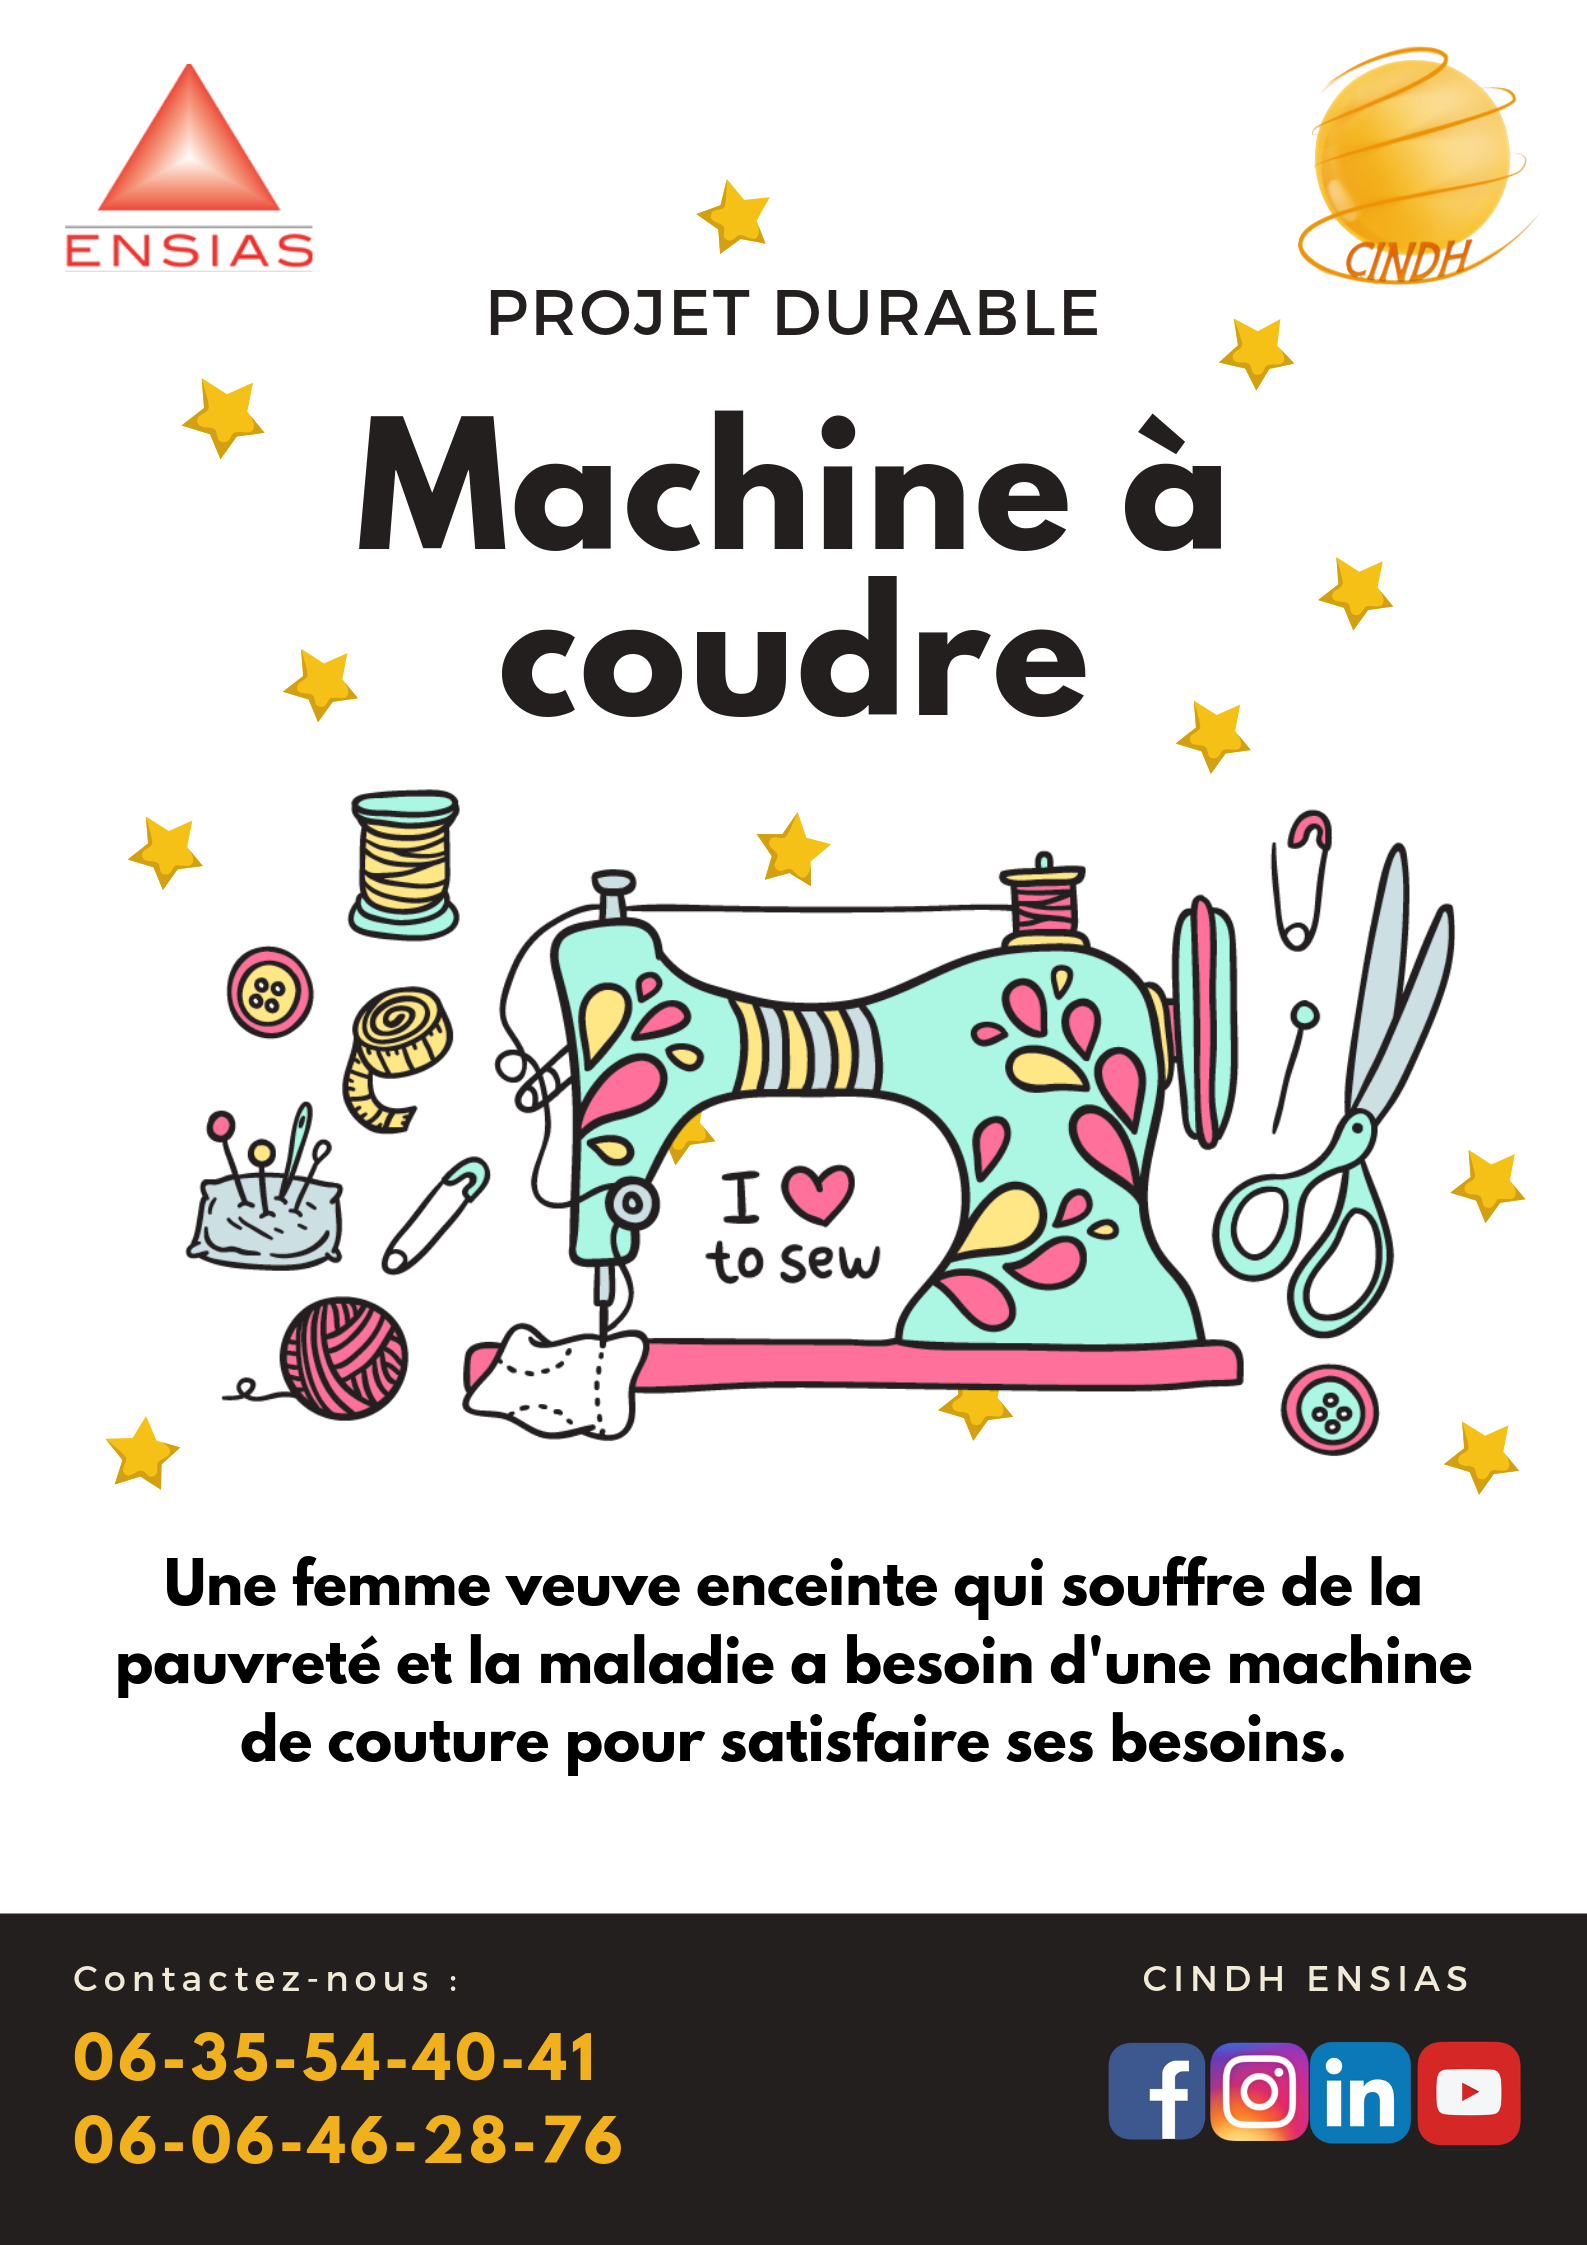 ENSIAS
CINDH
PROJET DURABLE
Machine à
coudre
I
to sew
Une femme veuve enceinte qui souffre de la
pauvreté et la maladie a besoin d'une machine
de couture pour satisfaire ses besoins.
Contactez-nous :
06-35-54-40-41
06-06-46-28-76
CINDH ENSIAS
f
in